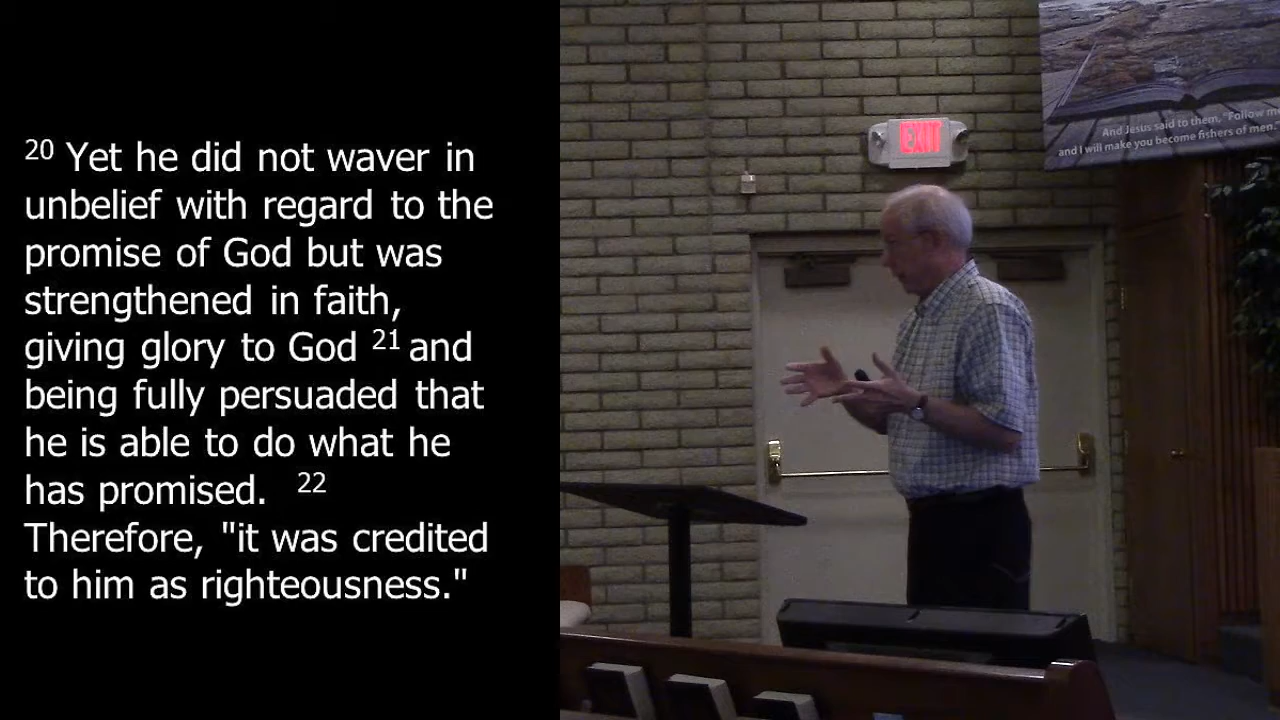 20 Yet he did not waver in
unbelief with regard to the
promise of God but was
strengthened in faith,
giving glory to God 21 and
being fully persuaded that
he is able to do what he
has promised. 22
Therefore, "it was credited
to him as righteousness."
EXIT
And Jesus said to them, "Follow m
and I will make you become fishers of men."